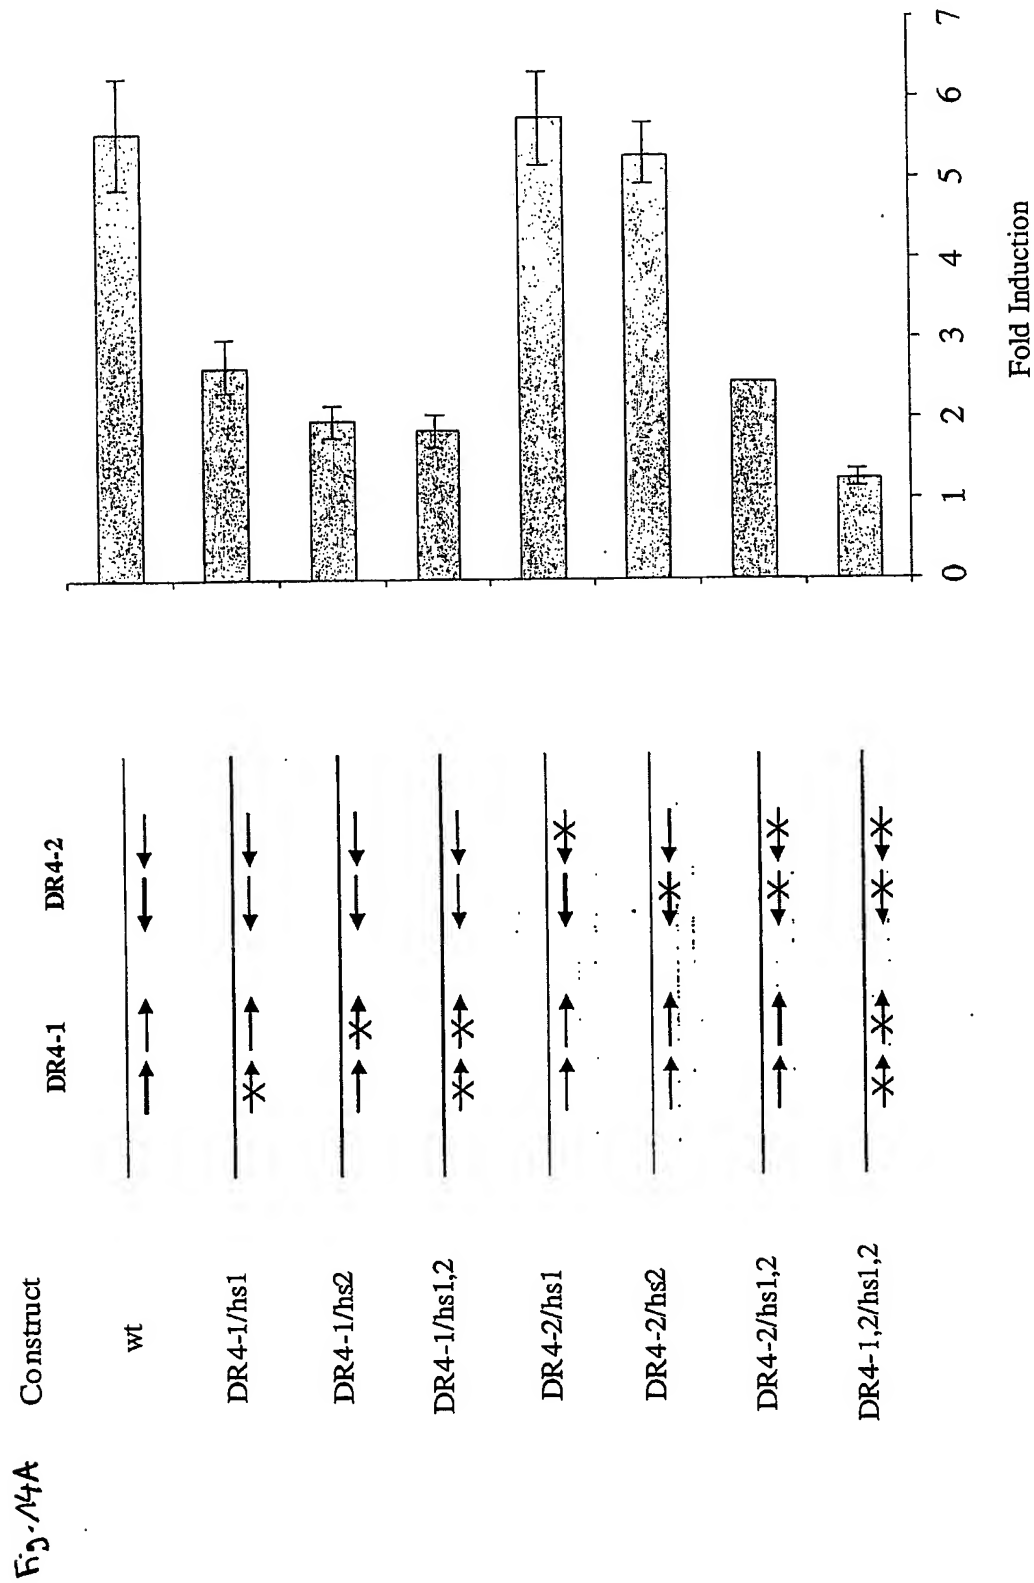 Fig. 14A
Construct
DR4-1
DR4-2
wt
DR4-1/hs1
DR4-1/hs2
DR4-1/hs1,2
DR4-2/hs1
DR4-2/hs2
DR4-2/hs1,2
DR4-1,2/hs1,2
0 1 2 3 4 5 6 7
Fold Induction